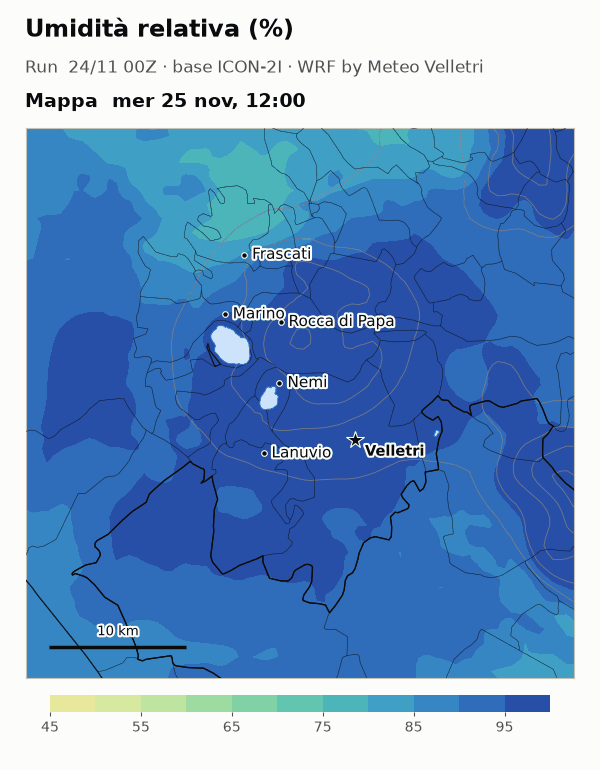 Umidità relativa (%)
Run  24/11 00Z · base ICON-2I · WRF by Meteo Velletri
Mappa  mer 25 nov, 12:00
Frascati
Marino
Rocca di Papa
Nemi
Velletri
Lanuvio
10 km
45 55 65 75 85 95